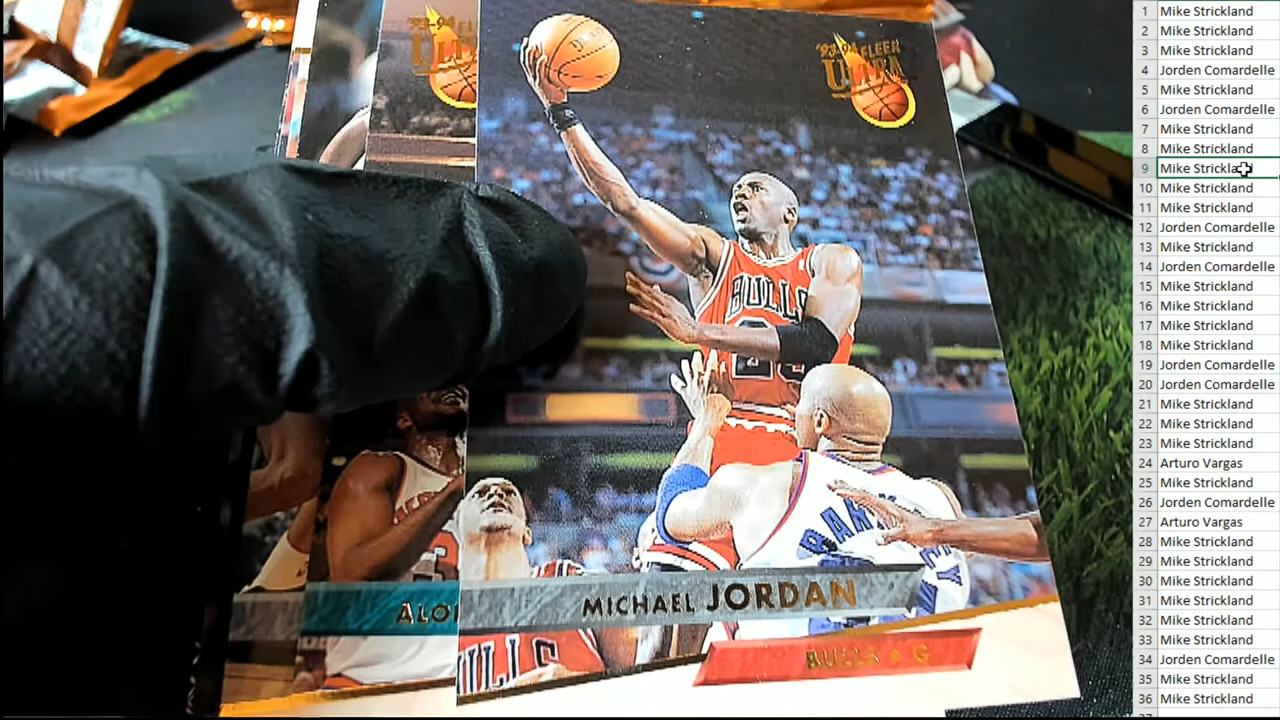 '93-94 FLEER
ULTRA
BULLS
23
BARK
MICHAEL JORDAN
BULLS • G
1 Mike Strickland
2 Mike Strickland
3 Mike Strickland
4 Jorden Comardelle
5 Mike Strickland
6 Jorden Comardelle
7 Mike Strickland
8 Mike Strickland
9 Mike Strickland
10 Mike Strickland
11 Mike Strickland
12 Jorden Comardelle
13 Mike Strickland
14 Jorden Comardelle
15 Mike Strickland
16 Mike Strickland
17 Mike Strickland
18 Mike Strickland
19 Jorden Comardelle
20 Jorden Comardelle
21 Mike Strickland
22 Mike Strickland
23 Mike Strickland
24 Arturo Vargas
25 Mike Strickland
26 Jorden Comardelle
27 Arturo Vargas
28 Mike Strickland
29 Mike Strickland
30 Mike Strickland
31 Mike Strickland
32 Mike Strickland
33 Mike Strickland
34 Jorden Comardelle
35 Mike Strickland
36 Mike Strickland